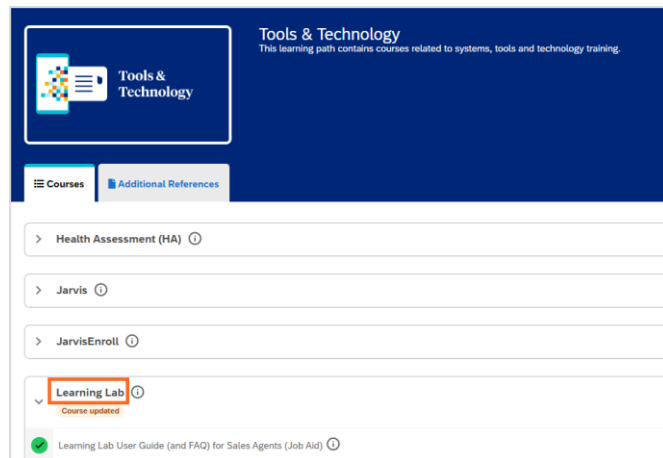 Tools & Technology
This learning path contains courses related to systems, tools and technology training.
Tools &
Technology
Courses
Additional References
Health Assessment (HA)
Jarvis
JarvisEnroll
Learning Lab
Course updated
Learning Lab User Guide (and FAQ) for Sales Agents (Job Aid)